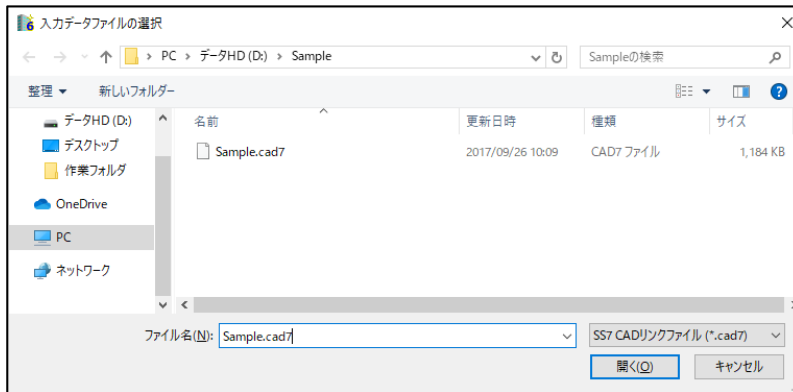 入力データファイルの選択
PC > データHD (D:) > Sample
Sampleの検索
整理 新しいフォルダー
名前 更新日時 種類 サイズ
Sample.cad7 2017/09/26 10:09 CAD7 ファイル 1,184 KB
データHD (D:)
デスクトップ
作業フォルダ
OneDrive
PC
ネットワーク
ファイル名(N): Sample.cad7 SS7 CADリンクファイル (*.cad7)
開く(O) キャンセル